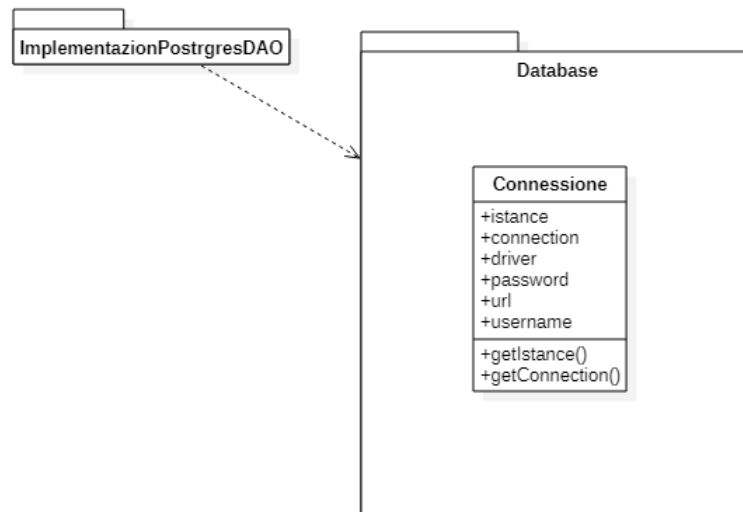 ImplementazionPostrgresDAO
Database
Connessione
+istance
+connection
+driver
+password
+url
+username
+getIstance()
+getConnection()